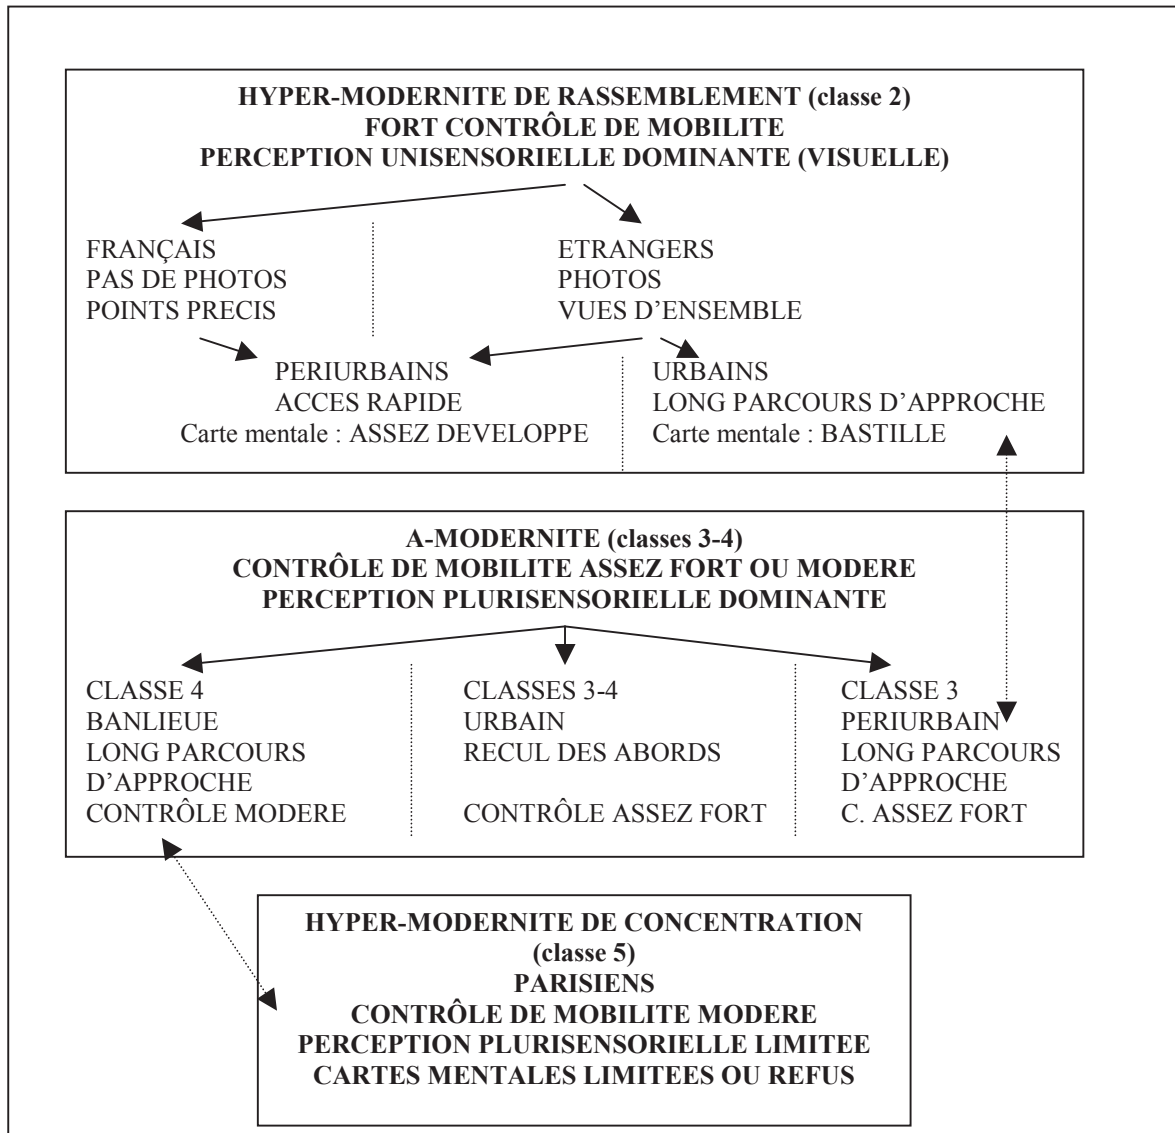 HYPER-MODERNITE DE RASSEMBLEMENT (classe 2)
FORT CONTRÔLE DE MOBILITE
PERCEPTION UNISENSORIELLE DOMINANTE (VISUELLE)
FRANÇAIS
PAS DE PHOTOS
POINTS PRECIS
ETRANGERS
PHOTOS
VUES D'ENSEMBLE
PERIURBAINS
ACCES RAPIDE
Carte mentale : ASSEZ DEVELOPPE
URBAINS
LONG PARCOURS D'APPROCHE
Carte mentale : BASTILLE
A-MODERNITE (classes 3-4)
CONTRÔLE DE MOBILITE ASSEZ FORT OU MODERE
PERCEPTION PLURISENSORIELLE DOMINANTE
CLASSE 4
BANLIEUE
LONG PARCOURS
D'APPROCHE
CONTRÔLE MODERE
CLASSES 3-4
URBAIN
RECUL DES ABORDS
CONTRÔLE ASSEZ FORT
CLASSE 3
PERIURBAIN
LONG PARCOURS
D'APPROCHE
C. ASSEZ FORT
HYPER-MODERNITE DE CONCENTRATION
(classe 5)
PARISIENS
CONTRÔLE DE MOBILITE MODERE
PERCEPTION PLURISENSORIELLE LIMITEE
CARTES MENTALES LIMITEES OU REFUS